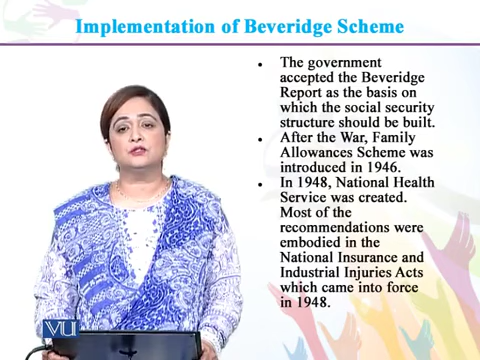 Implementation of Beveridge Scheme
• The government
accepted the Beveridge
Report as the basis on
which the social security
structure should be built.
• After the War, Family
Allowances Scheme was
introduced in 1946.
• In 1948, National Health
Service was created.
Most of the
recommendations were
embodied in the
National Insurance and
Industrial Injuries Acts
which came into force
in 1948.
VU